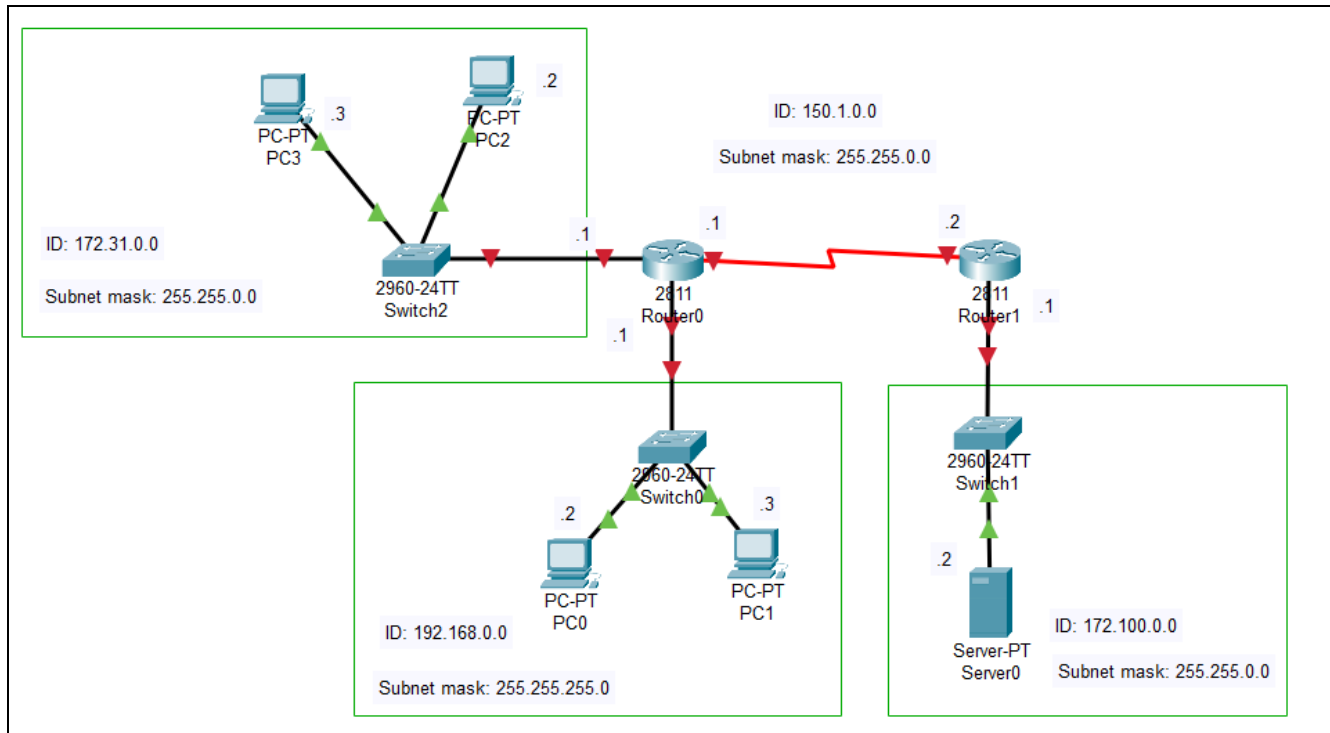 .3
.2
PC-PT
PC3
PC-PT
PC2
ID: 172.31.0.0
Subnet mask: 255.255.0.0
2960-24TT
Switch2
.1
ID: 150.1.0.0
Subnet mask: 255.255.0.0
.1
.2
2811
Router0
2811
Router1
.1
.1
2960-24TT
Switch0
.2
.3
PC-PT
PC0
PC-PT
PC1
ID: 192.168.0.0
Subnet mask: 255.255.255.0
2960-24TT
Switch1
.2
Server-PT
Server0
ID: 172.100.0.0
Subnet mask: 255.255.0.0